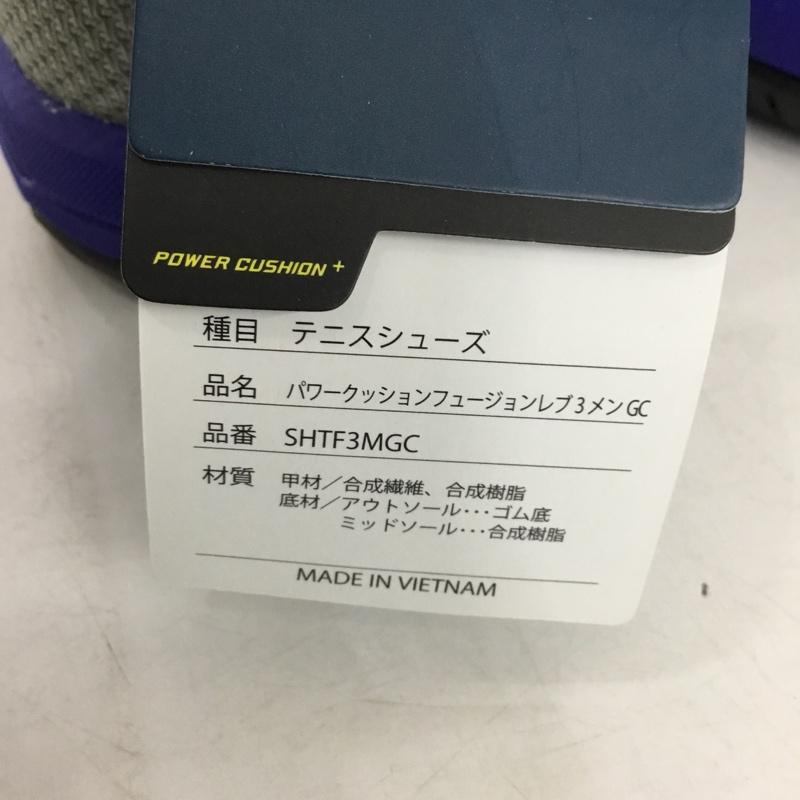 POWER CUSHION +
種目 テニスシューズ
品名 パワークッションフュージョンレブ3メンGC
品番 SHTF3MGC
材質 甲材/合成繊維、合成樹脂
底材/アウトソール･･･ゴム底
ミッドソール･･･合成樹脂
MADE IN VIETNAM